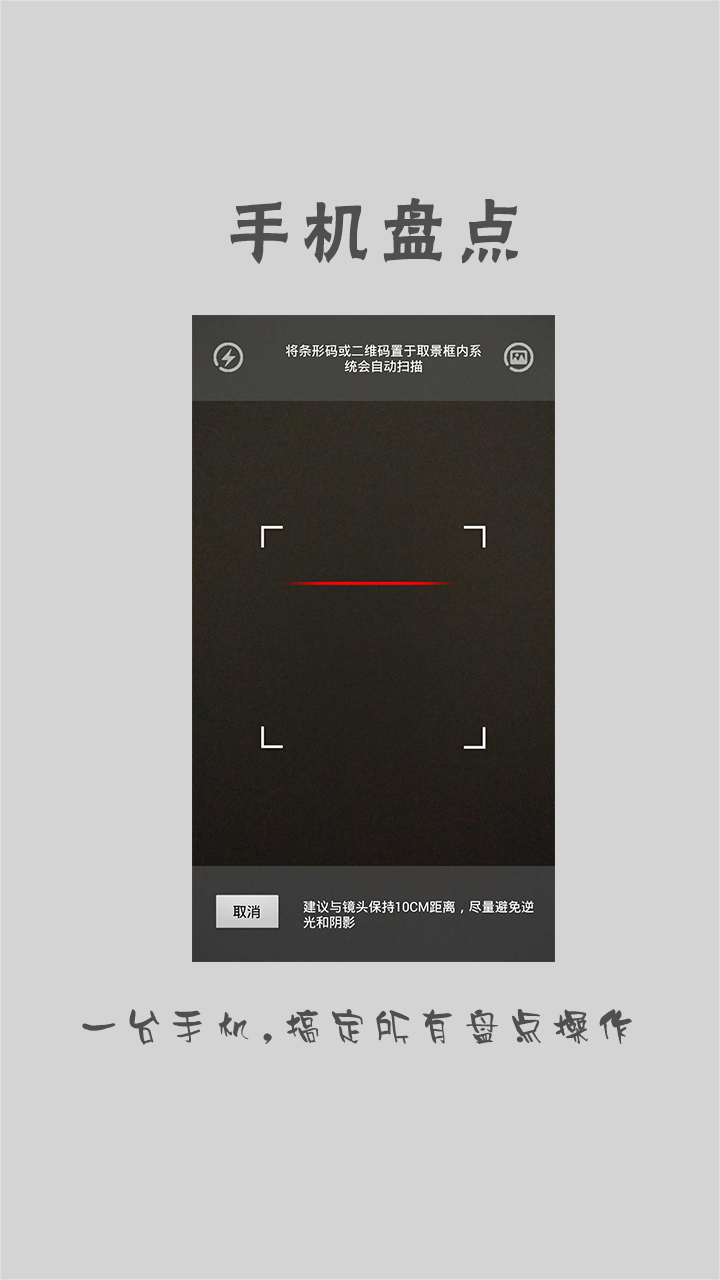 手机盘点
将条形码或二维码置于取景框内系
统会自动扫描
取消
建议与镜头保持10CM距离，尽量避免逆
光和阴影
一台手机，搞定所有盘点操作